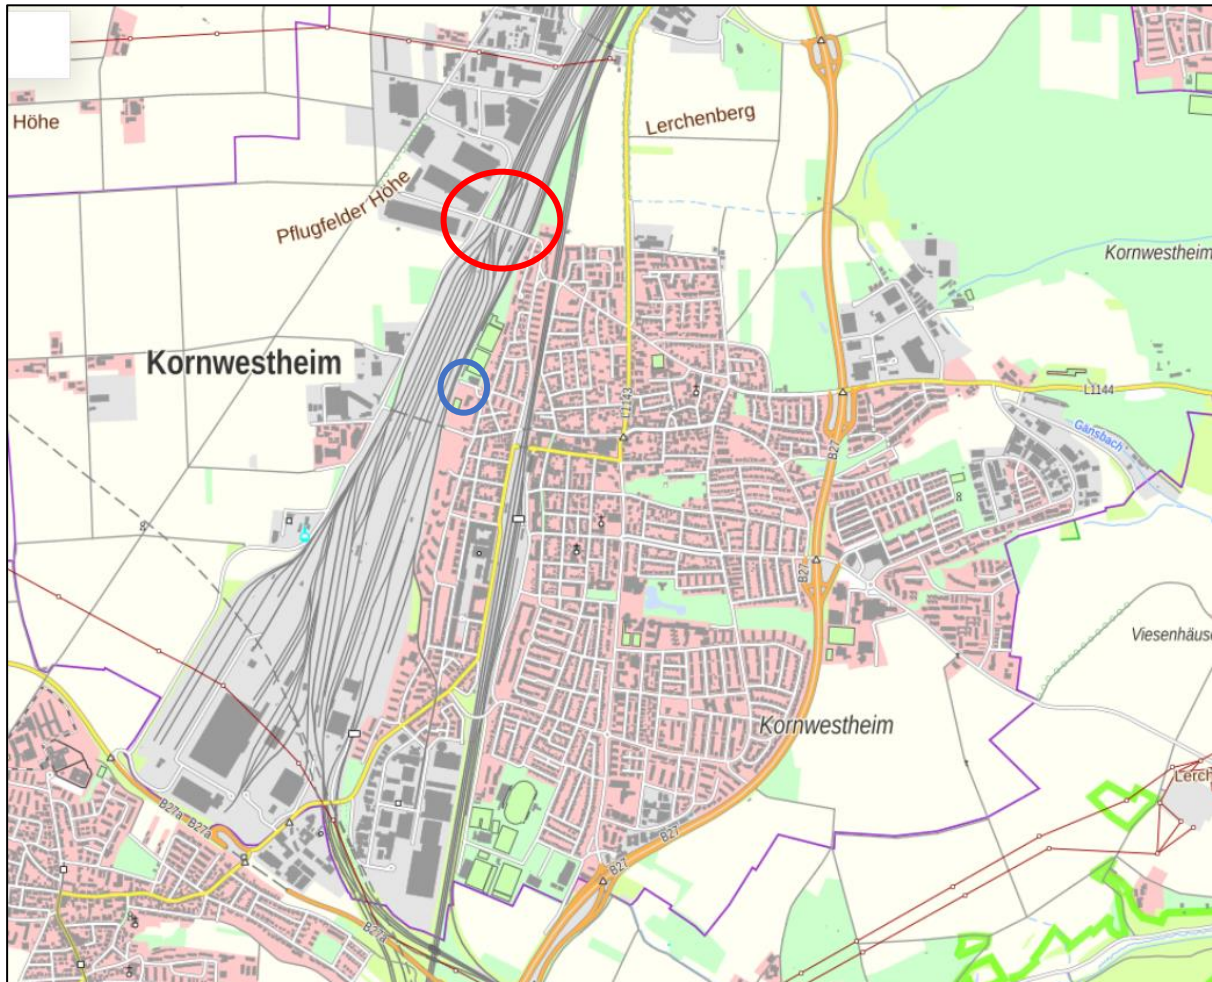 Höhe
Lerchenberg
Pflugfelder Höhe
Kornwestheim
Kornwestheim
L1143
L1144
Gänsbach
B27
B27
Viesenhäuse
Kornwestheim
Lerch
B27a
B27a
B27
B27
B27a